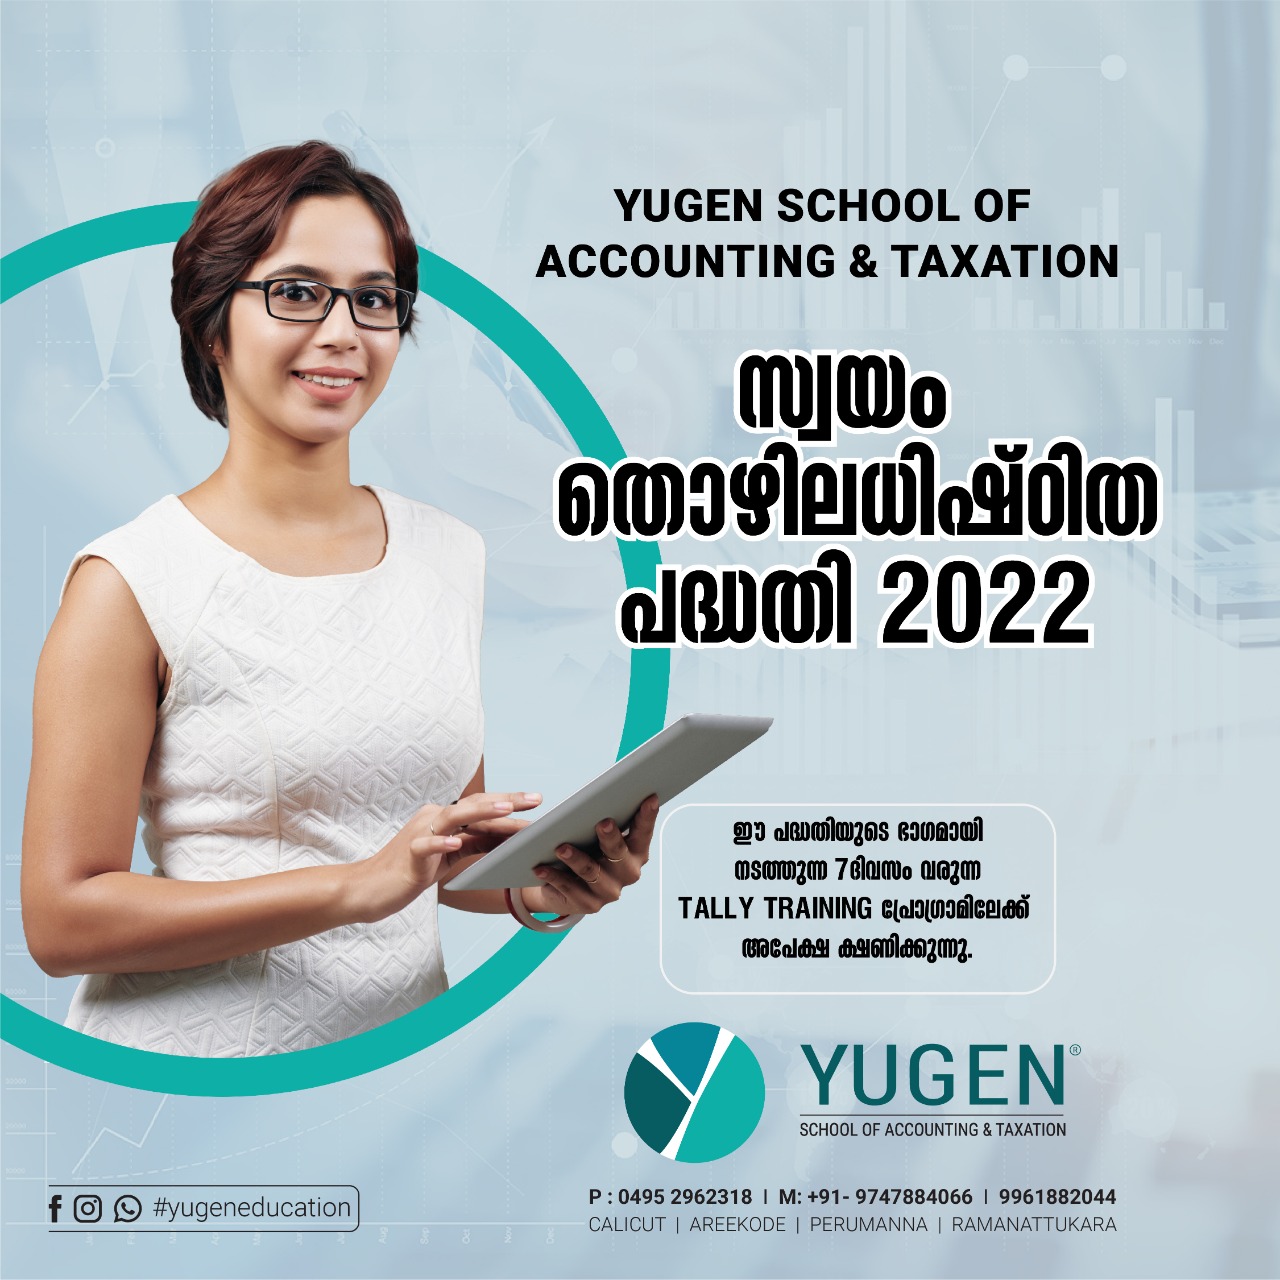 YUGEN SCHOOL OF
ACCOUNTING & TAXATION
സ്വയം
തൊഴിലധിഷ്ഠിത
പദ്ധതി 2022
ഈ പദ്ധതിയുടെ ഭാഗമായി
നടത്തുന്ന 7ദിവസം വരുന്ന
TALLY TRAINING പ്രോഗ്രാമിലേക്ക്
അപേക്ഷ ക്ഷണിക്കുന്നു.
YUGEN®
SCHOOL OF ACCOUNTING & TAXATION
#yugeneducation
P : 0495 2962318 | M: +91- 9747884066 | 9961882044
CALICUT | AREEKODE | PERUMANNA | RAMANATTUKARA